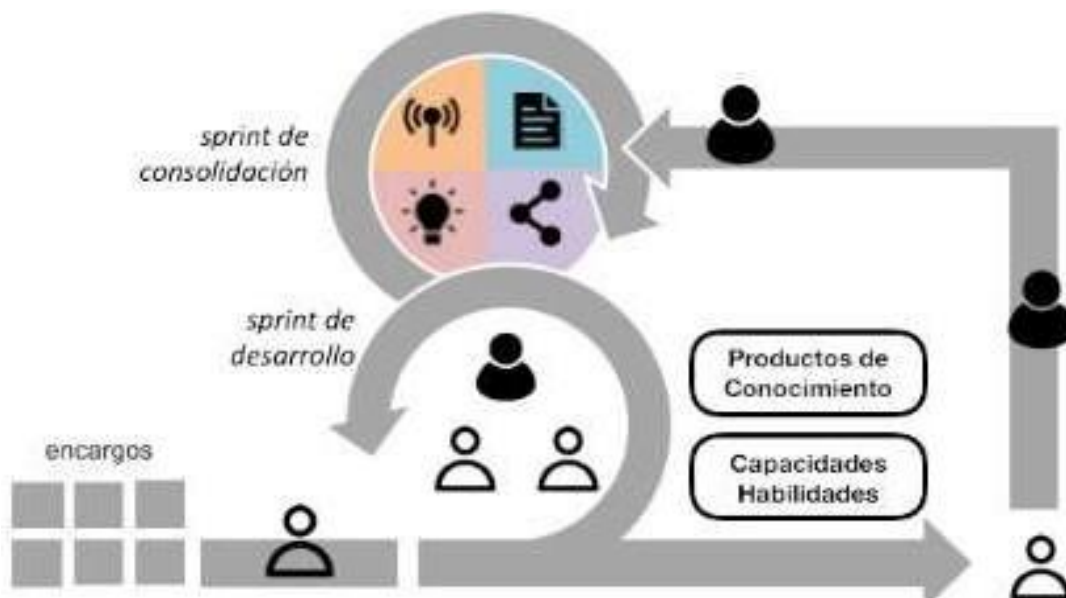 sprint de
consolidación
sprint de
desarrollo
Productos de
Conocimiento
Capacidades
Habilidades
encargos